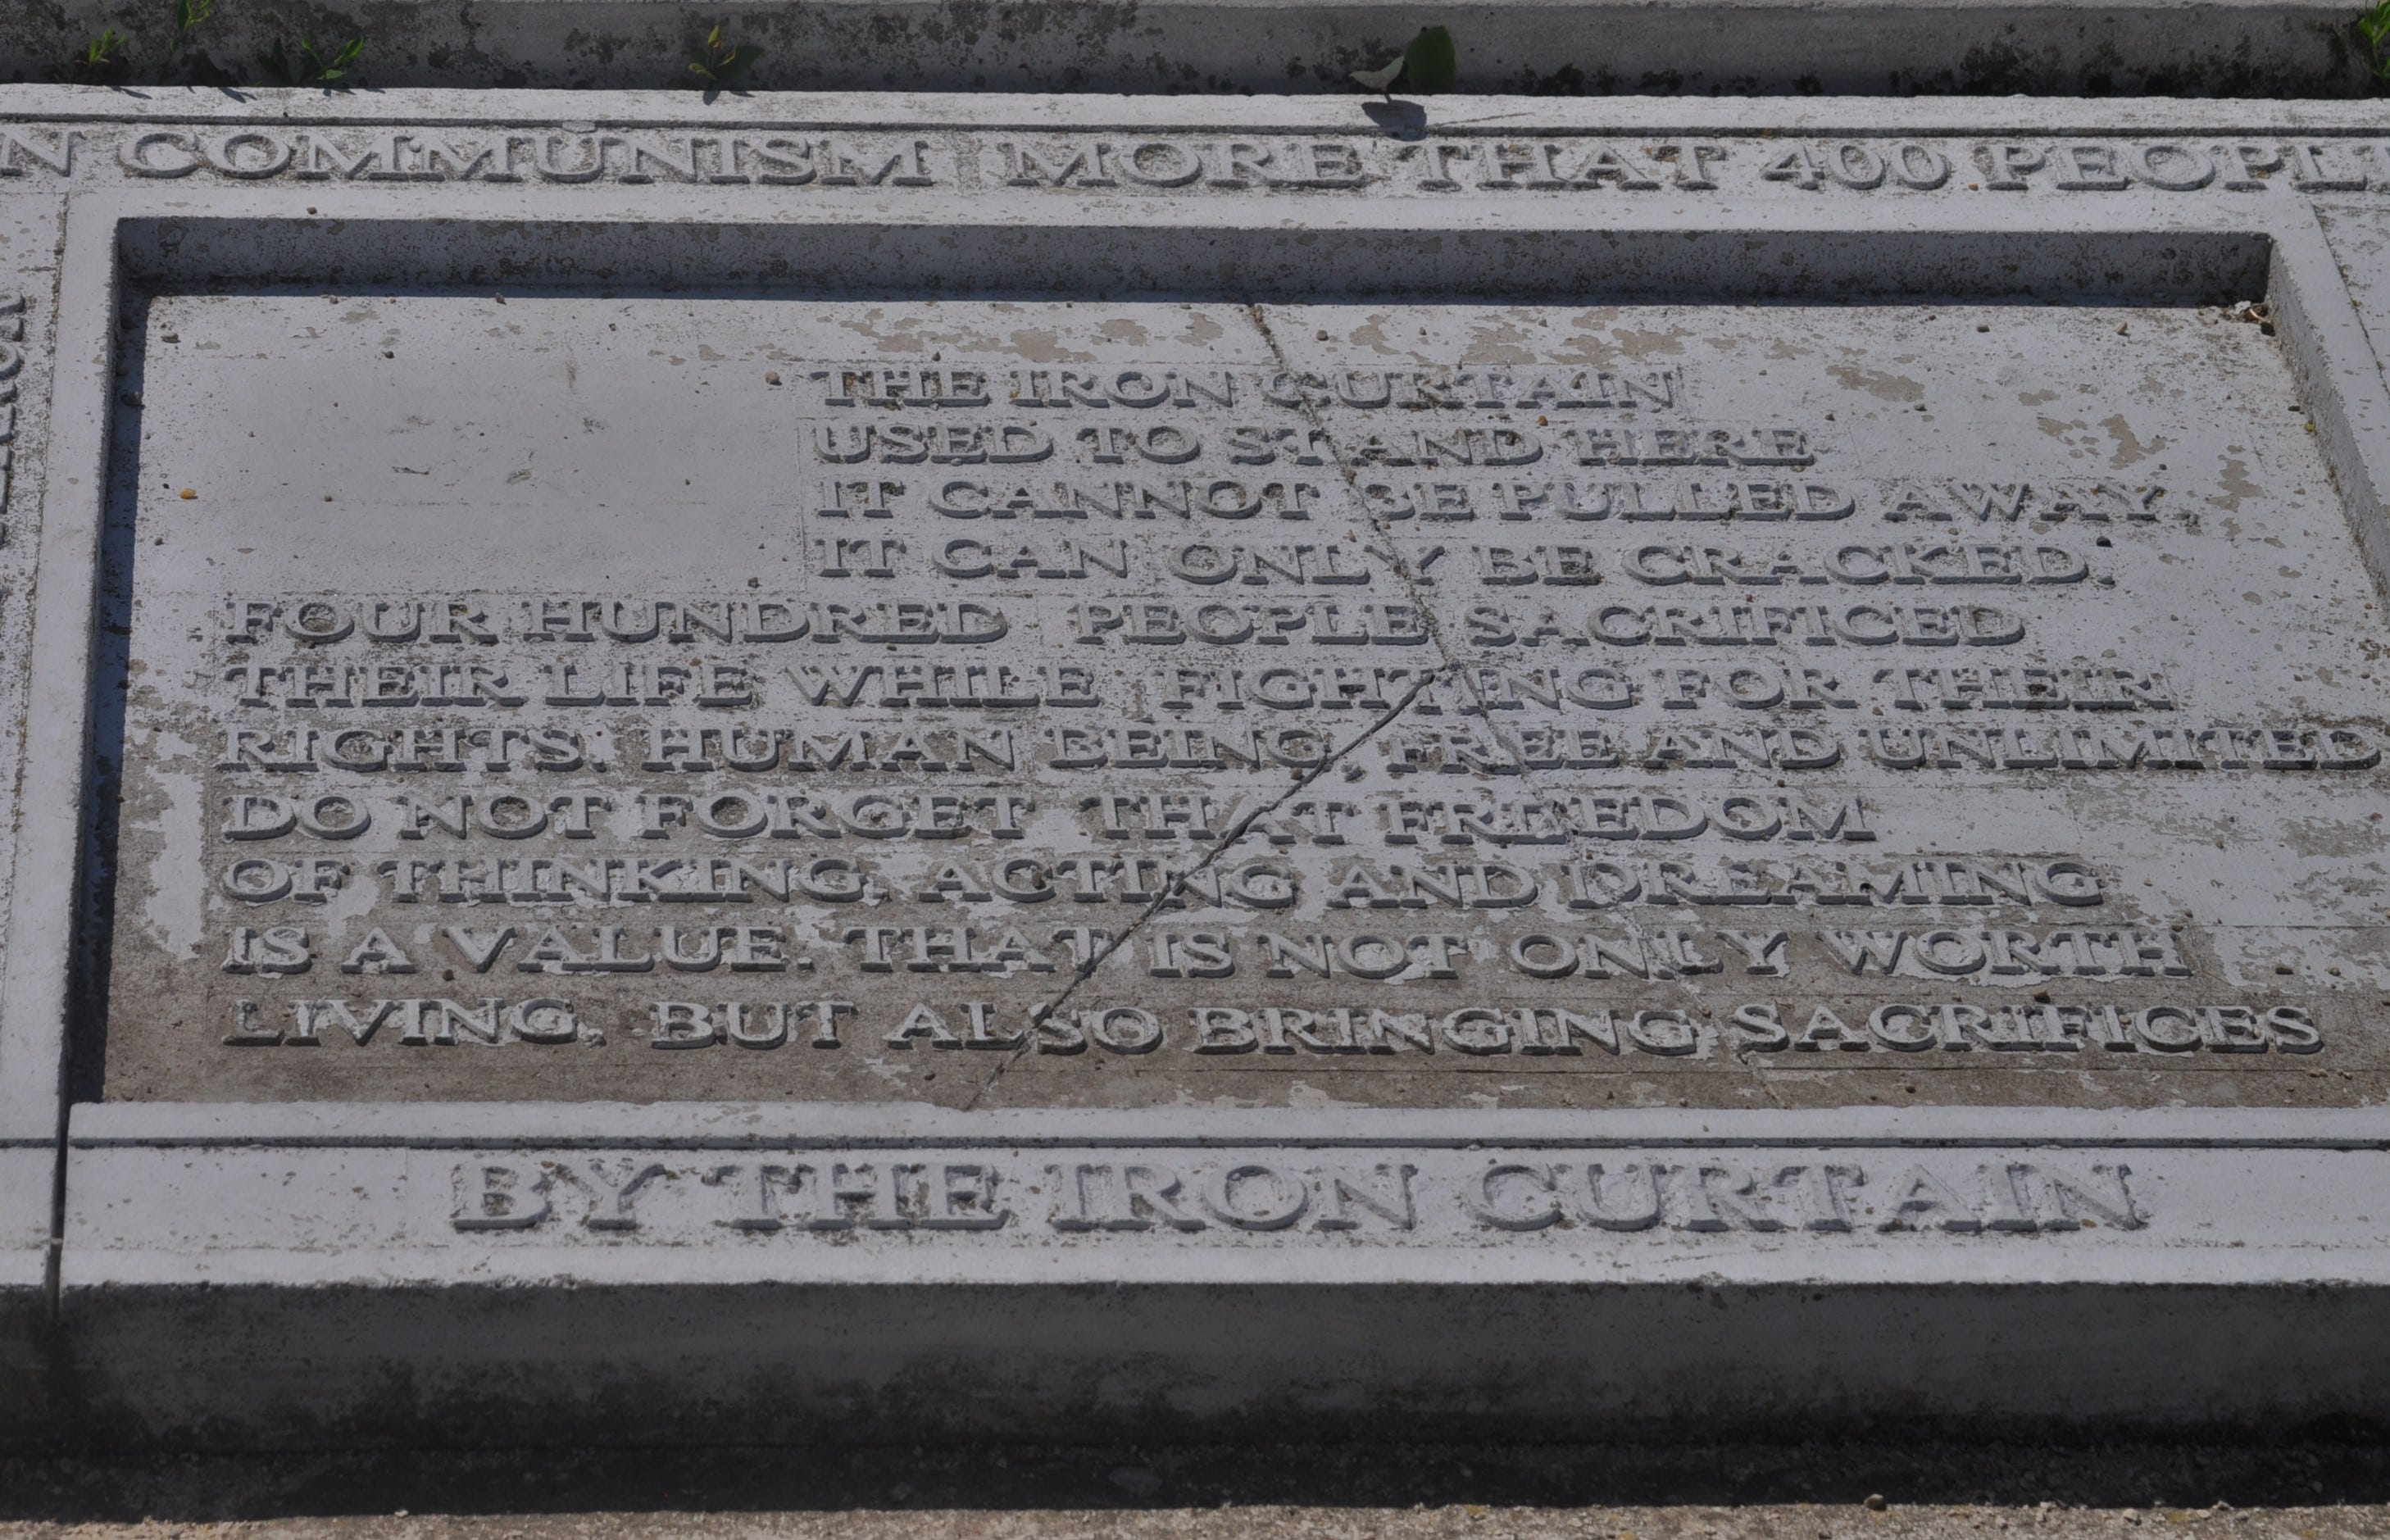 N COMMUNISM MORE THAT 400 PEOPL
THE IRON CURTAIN
USED TO STAND HERE
IT CANNOT BE PULLED AWAY,
IT CAN ONLY BE CRACKED.
FOUR HUNDRED PEOPLE SACRIFICED
THEIR LIFE WHILE FIGHTING FOR THEIR
RIGHTS. HUMAN BEING, FREE AND UNLIMITED
DO NOT FORGET THAT FREEDOM
OF THINKING, ACTING AND DREAMING
IS A VALUE. THAT IS NOT ONLY WORTH
LIVING, BUT ALSO BRINGING SACRIFICES
BY THE IRON CURTAIN